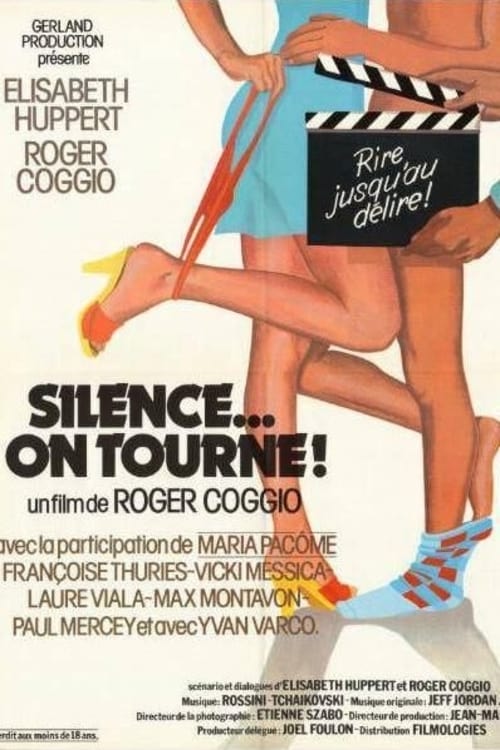 GERLAND
PRODUCTION
présente
ELISABETH
HUPPERT
ROGER
COGGIO
Rire
jusqu'au
délire!
SILENCE...
ON TOURNE!
un film de ROGER COGGIO
avec la participation de MARIA PACÔME
FRANÇOISE THURIES-VICKI MESSICA-
LAURE VIALA-MAX MONTAVON-
PAUL MERCEY et avec YVAN VARCO.
scénario et dialogues d'ELISABETH HUPPERT et ROGER COGGIO
Musique: ROSSINI-TCHAIKOVSKI-Musique originale: JEFF JORDAN
Directeur de la photographie: ETIENNE SZABO-Directeur de production: JEAN-MA
Producteur délégué: JOEL FOULON-Distribution FILMOLOGIES
erdit aux moins de 18 ans.